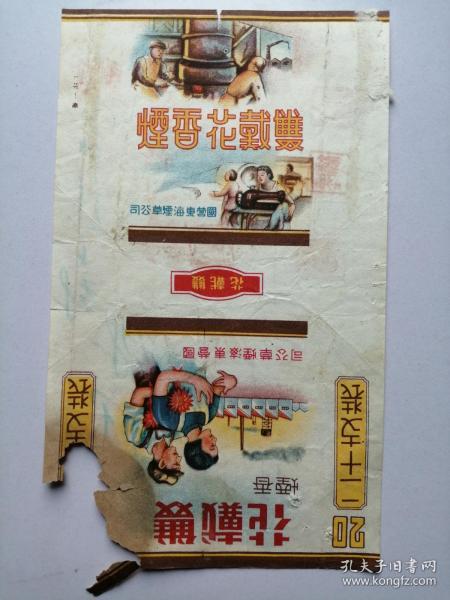 雙戴花香煙
國營東海煙草公司
雙戴花
國營東海煙草公司
香煙
雙戴花
二十支裝
支裝
20
孔夫子旧书网
www.kongfz.com